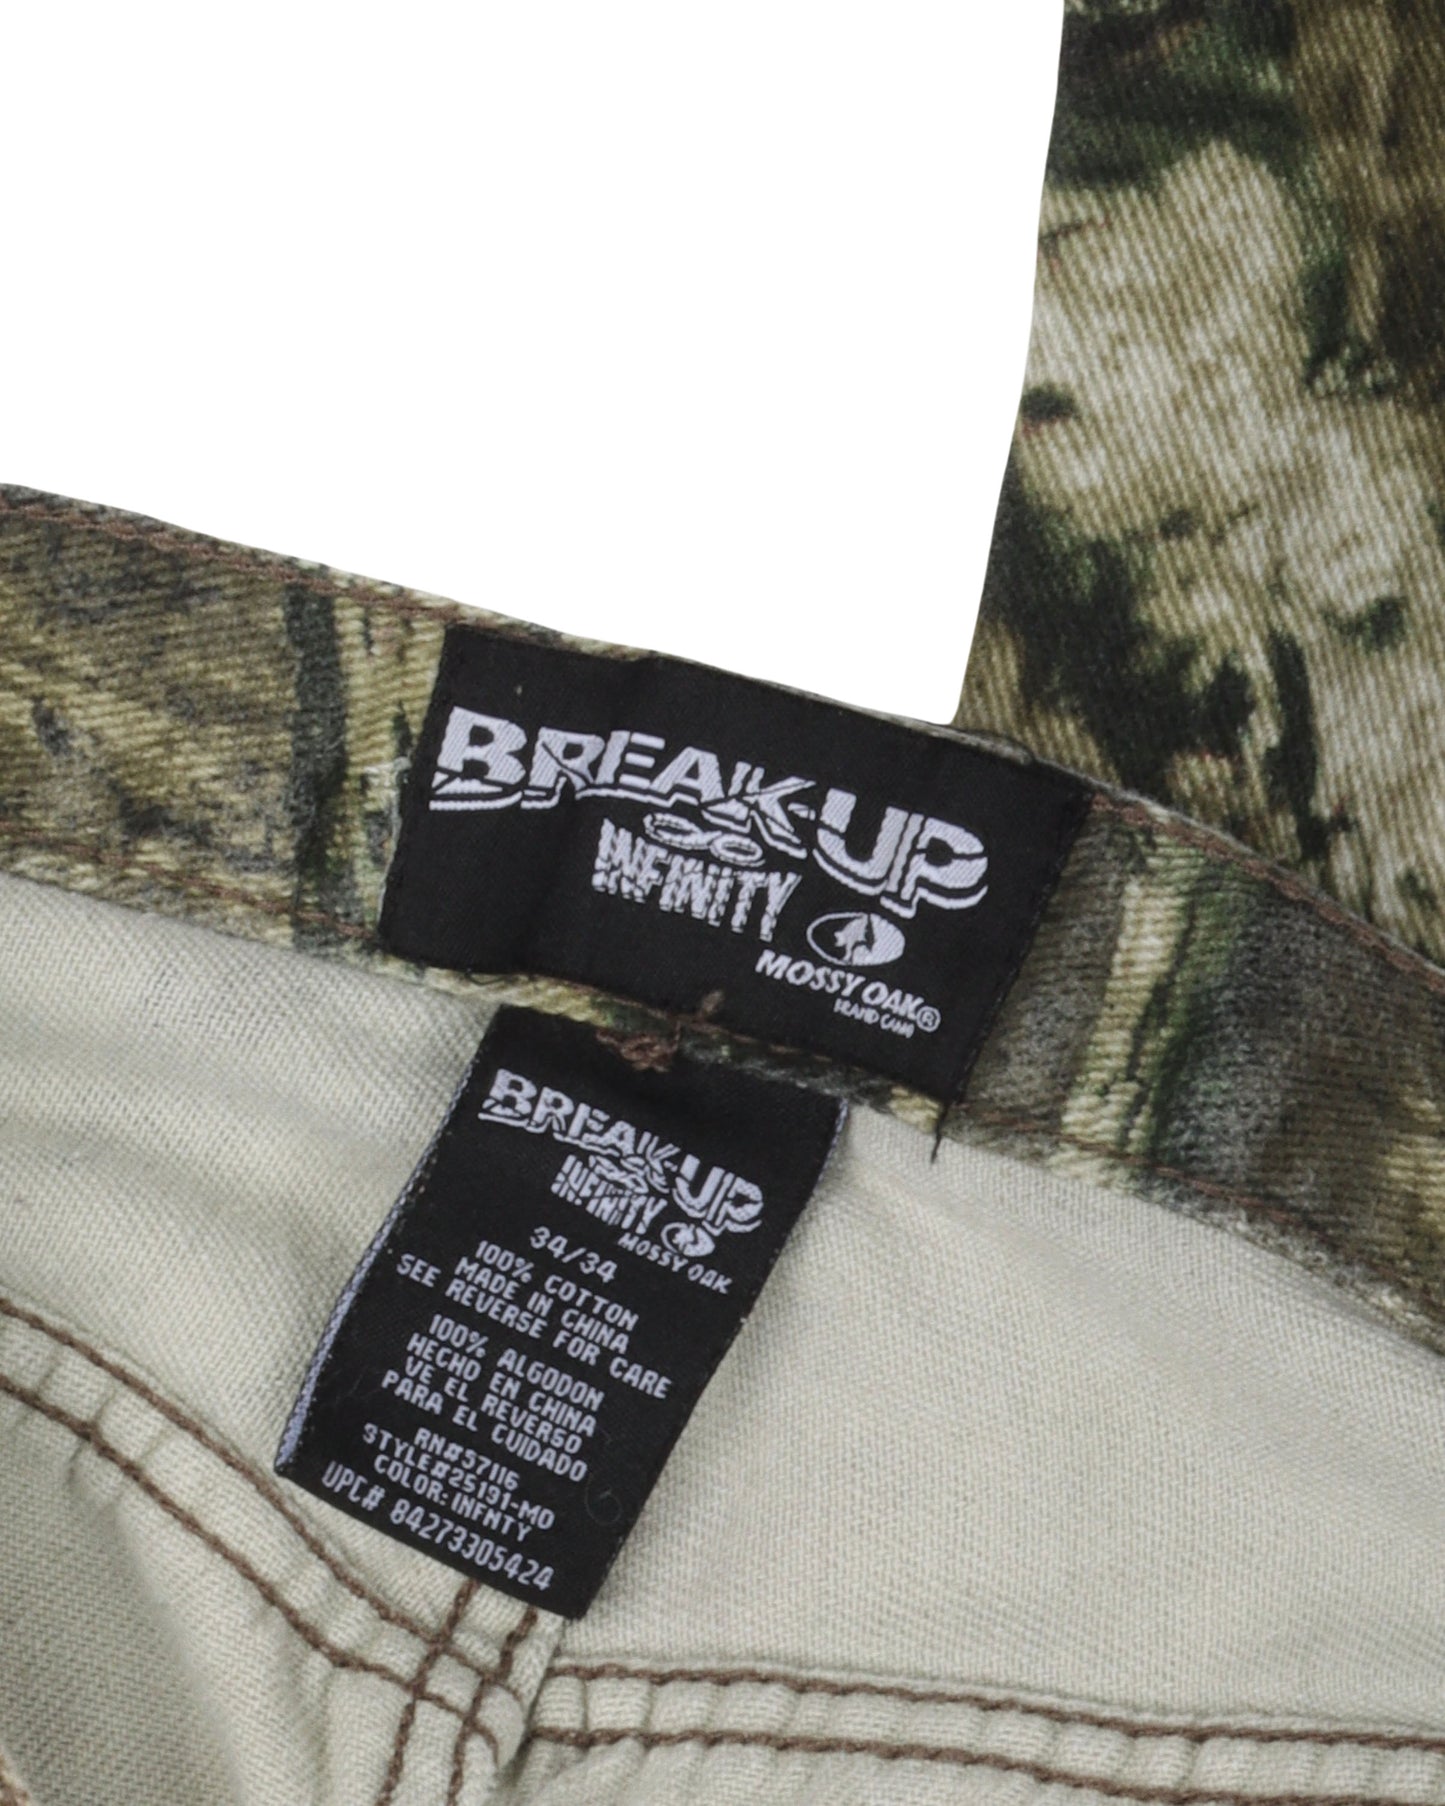 BREAK-UP
INFINITY
MOSSY OAK®
BRAND CAMO
BREAK-UP
INFINITY
MOSSY OAK
34/34
100% COTTON
MADE IN CHINA
SEE REVERSE FOR CARE
100% ALGODON
HECHO EN CHINA
VE EL REVERSO
PARA EL CUIDADO
RN#97116
STYLE#25191-MO
COLOR: INFNTY
UPC# 84273305424